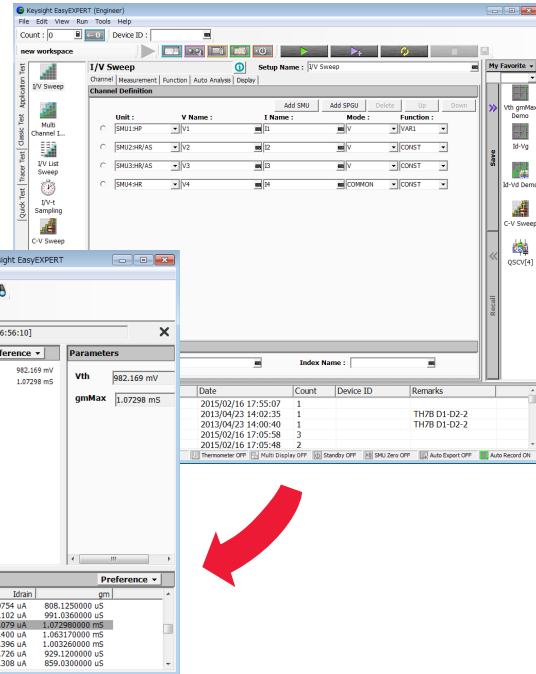 Keysight EasyEXPERT (Engineer)
File Edit View Run Tools Help
Count : 0 Device ID :
new workspace
I/V Sweep Setup Name : I/V Sweep
My Favorite
Channel Measurement Function Auto Analysis Display
Channel Definition
Add SMU Add SPGU Delete Up Down
Unit : V Name : I Name : Mode : Function :
SMU1:HP V1 I1 V VAR1
SMU2:HR/AS V2 I2 V CONST
SMU3:HR/AS V3 I3 V CONST
SMU4:HR V4 I4 COMMON CONST
Application Test
Classic Test
Tracer Test
Quick Test
I/V Sweep
Multi
Channel 1...
I/V List
Sweep
I/V-t
Sampling
C-V Sweep
Save
Recall
Vth gmMax
Demo
Id-Vg
Id-Vd Demo
C-V Sweep
QSCV[4]
Index Name :
Date Count Device ID Remarks
2015/02/16 17:55:07 1
2013/04/23 14:02:35 1 TH7B D1-D2-2
2013/04/23 14:00:40 1 TH7B D1-D2-2
2015/02/16 17:05:58 3
2015/02/16 17:05:48 2
Thermometer OFF Multi Display OFF Standby OFF SMU Zero OFF Auto Export OFF Auto Record ON
sight EasyEXPERT
6:56:10]
ference Parameters
982.169 mV
1.07298 mS
Vth 982.169 mV
gmMax 1.07298 mS
Preference
Idrain gm
0754 uA 808.1250000 uS
.102 uA 991.0360000 uS
.079 uA 1.072980000 mS
.400 uA 1.063170000 mS
.396 uA 1.003260000 mS
.726 uA 929.1200000 uS
.308 uA 859.0300000 uS